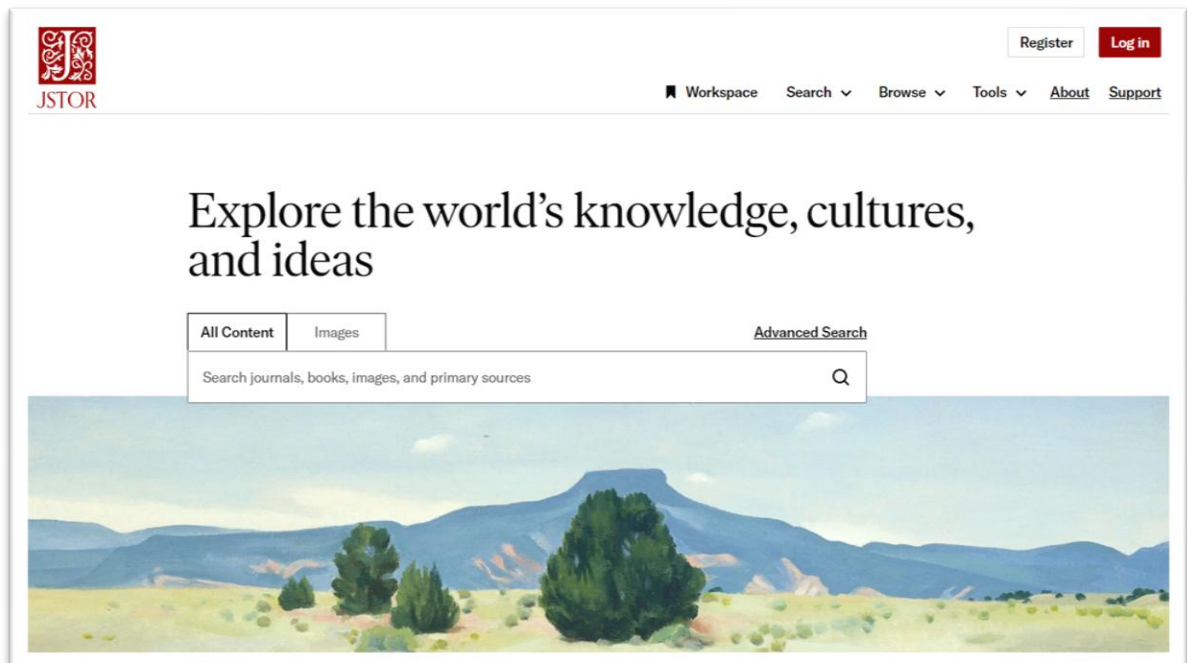 Register Log in
JSTOR
Workspace Search Browse Tools About Support
Explore the world’s knowledge, cultures,
and ideas
All Content Images Advanced Search
Search journals, books, images, and primary sources